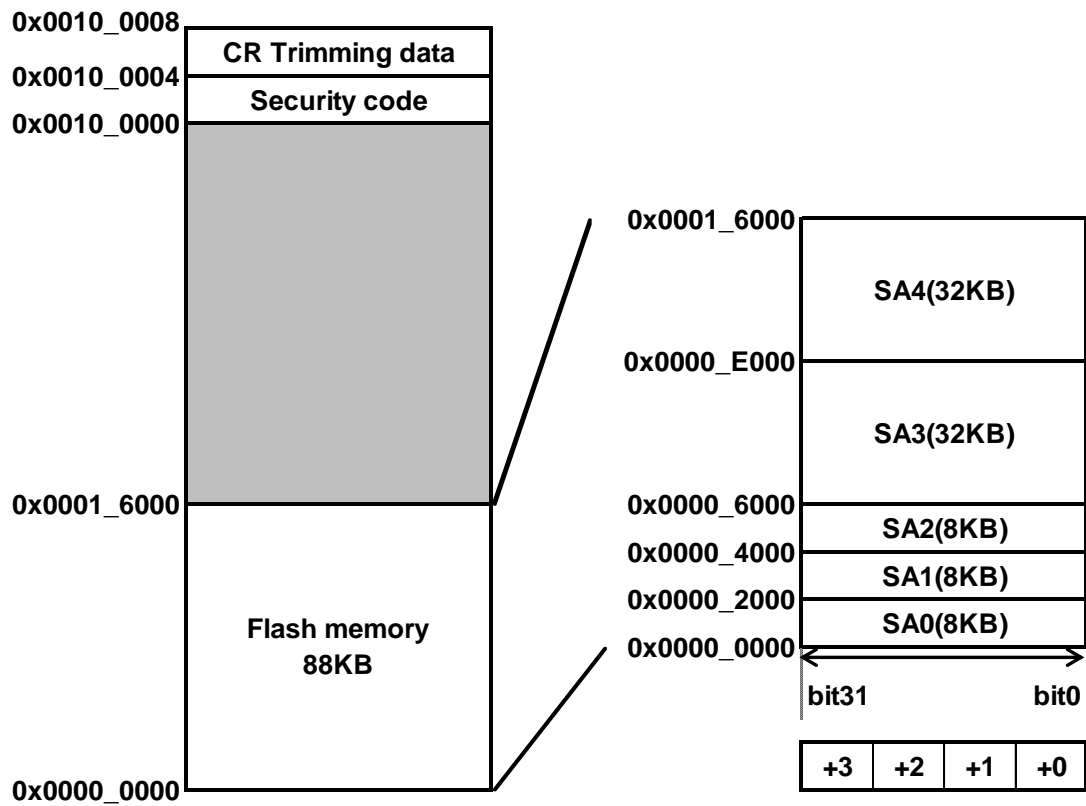 0x0010_0008
CR Trimming data
0x0010_0004
Security code
0x0010_0000
0x0001_6000
Flash memory
88KB
0x0000_0000
0x0001_6000
SA4(32KB)
0x0000_E000
SA3(32KB)
0x0000_6000
SA2(8KB)
0x0000_4000
SA1(8KB)
0x0000_2000
SA0(8KB)
0x0000_0000
bit31 bit0
+3 +2 +1 +0